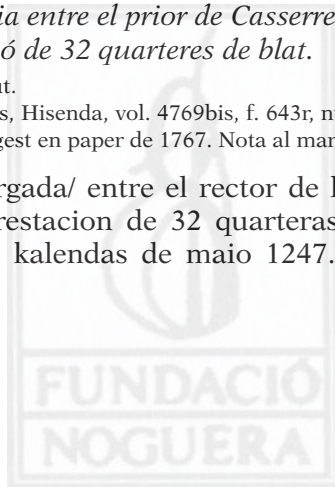 ia entre el prior de Casserre
ó de 32 quarteres de blat.
ut.
s, Hisenda, vol. 4769bis, f. 643r, n
gest en paper de 1767. Nota al mar
rgada/ entre el rector de l
restacion de 32 quarteras
kalendas de maio 1247.
FUNDACIÓ
NOGUERA